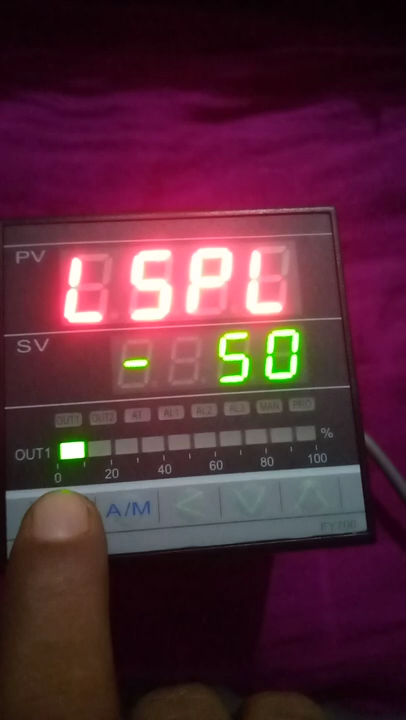 PV LSPL
SV - 50
OUT1 OUT2 AT AL1 AL2 AL3 MAN PRO
OUT1 %
0 20 40 60 80 100
A/M < ∨ ∧